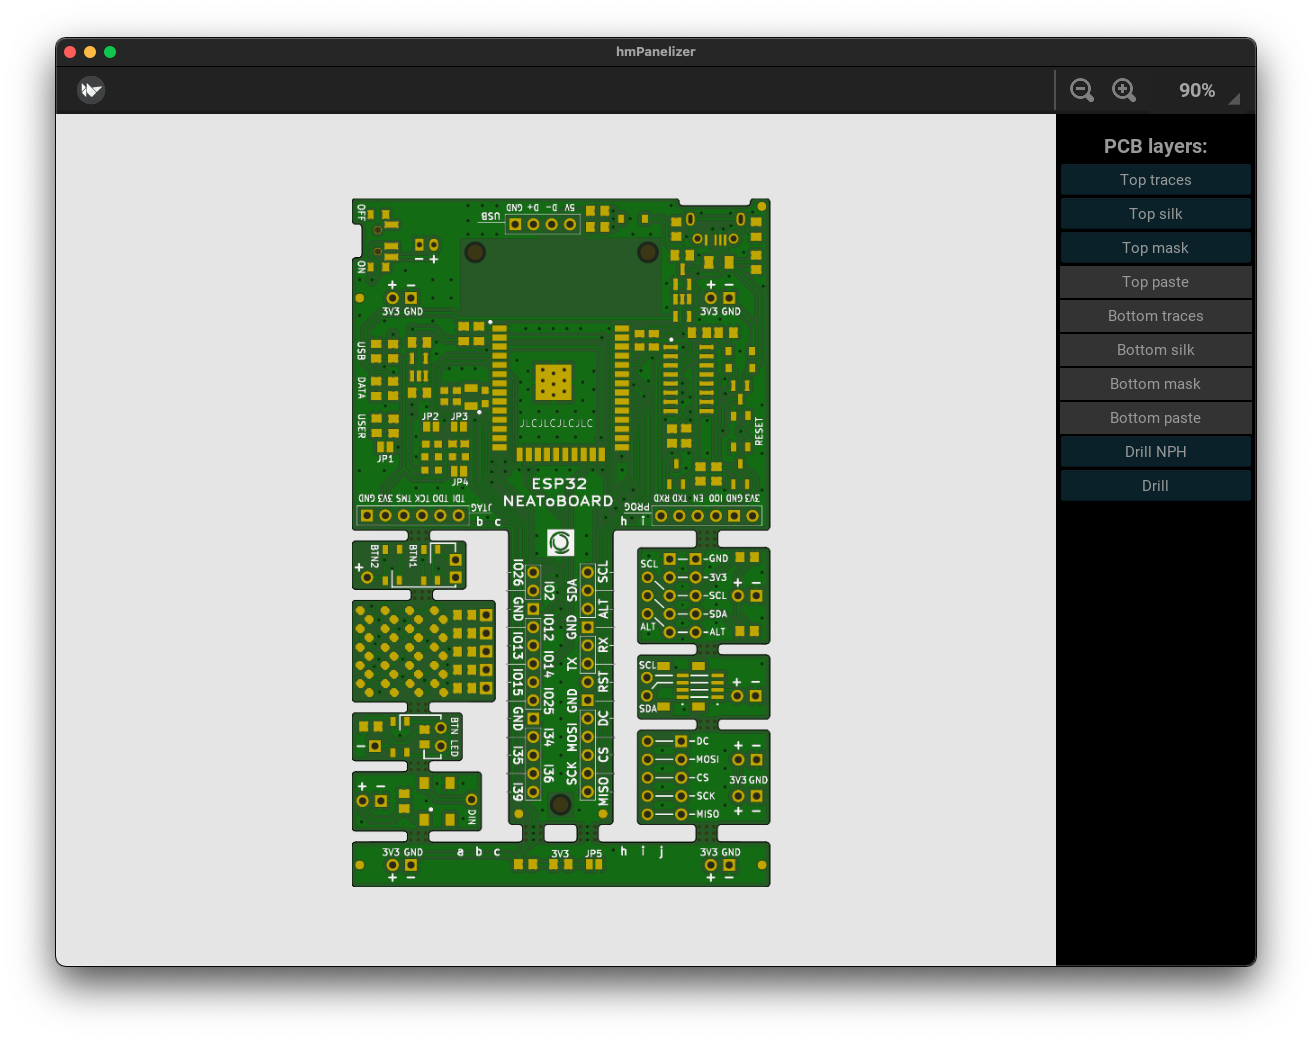 hmPanelizer
90%
PCB layers:
Top traces
Top silk
Top mask
Top paste
Bottom traces
Bottom silk
Bottom mask
Bottom paste
Drill NPH
Drill
OFF
ON
USB
GND D+ D- 5V
- +
+ -
3V3 GND
+ -
3V3 GND
USB
DATA
USER
JP1
JP2 JP3
JP4
JLCJLCJLCJLC
RESET
ESP32
NEAToBOARD
GND 3V3 TMS TCK TDO TDI
JTAG
PROG
RXD TXD EN IO0 GND 3V3
b c
h i
BTN2
BTN1
+
IO26
IO2
GND
IO12
IO13
IO14
IO15
IO25
GND
I34
I35
I36
I39
SCL
SDA
ALT
GND
RX
TX
RST
GND
DC
MOSI
CS
SCK
MISO
SCL
ALT
GND
3V3
SCL
SDA
ALT
+ -
SCL
SDA
+ -
BTN LED
-
+ -
DIN
DC
MOSI
CS
SCK
MISO
+ -
3V3 GND
+ -
3V3 GND
+ -
a b c
3V3
JP5
h i j
3V3 GND
+ -